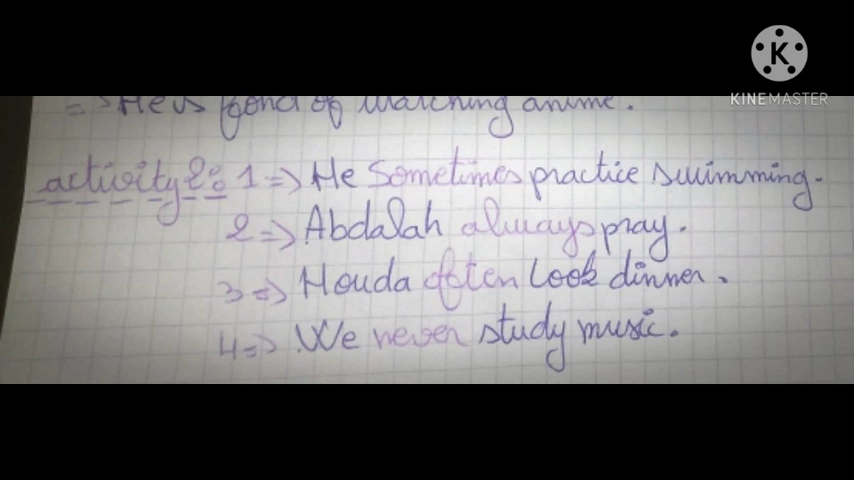 K
KINEMASTER
=> He is fond of watching anime.
activity 2: 1 => He Sometimes practice swimming.
2 => Abdalah always pray.
3 => Houda often Cook dinner.
4 => We never study music.